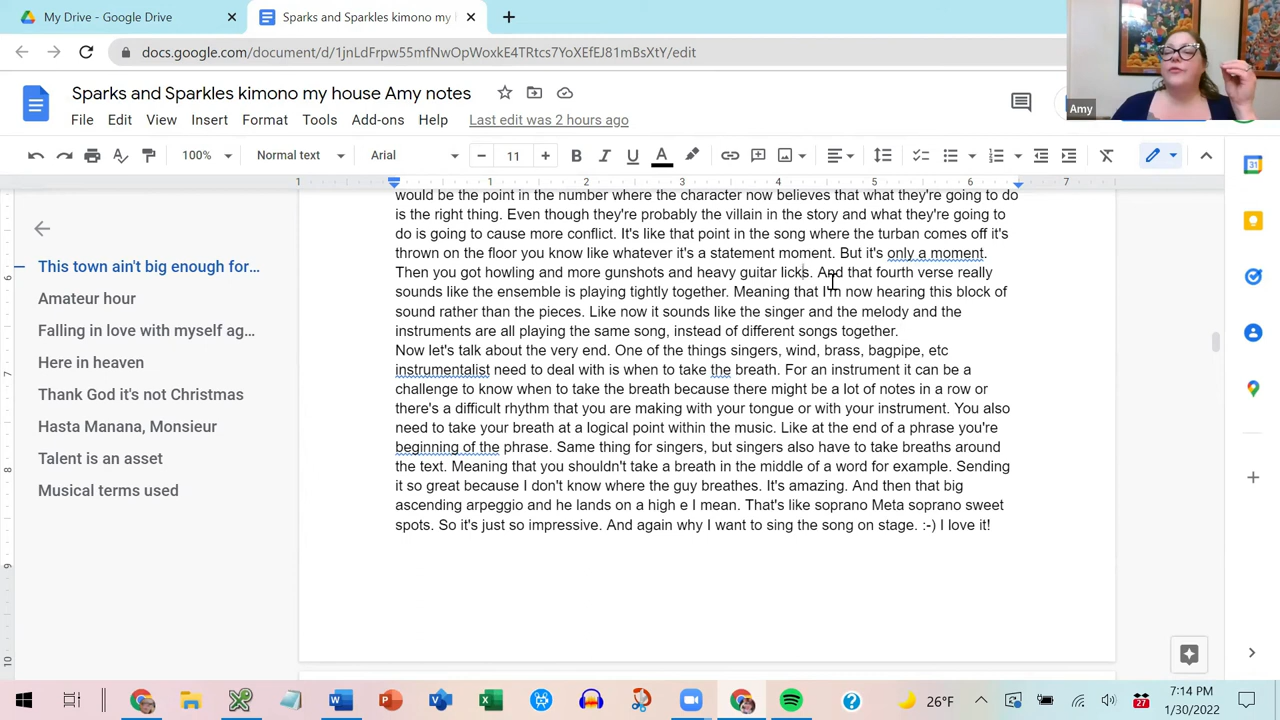 My Drive - Google Drive
Sparks and Sparkles kimono my h
docs.google.com/document/d/1jnLdFrpw55mfNwOpWoxkE4TRtcs7YoXEfEJ81mBsXtY/edit
Amy
Sparks and Sparkles kimono my house Amy notes
File Edit View Insert Format Tools Add-ons Help Last edit was 2 hours ago
100% Normal text Arial 11
1 1 2 3 4 5 6 7
This town ain't big enough for...
Amateur hour
Falling in love with myself ag...
Here in heaven
Thank God it's not Christmas
Hasta Manana, Monsieur
Talent is an asset
Musical terms used
6
7
8
9
10
would be the point in the number where the character now believes that what they're going to do
is the right thing. Even though they're probably the villain in the story and what they're going to
do is going to cause more conflict. It's like that point in the song where the turban comes off it's
thrown on the floor you know like whatever it's a statement moment. But it's only a moment.
Then you got howling and more gunshots and heavy guitar licks. And that fourth verse really
sounds like the ensemble is playing tightly together. Meaning that I'm now hearing this block of
sound rather than the pieces. Like now it sounds like the singer and the melody and the
instruments are all playing the same song, instead of different songs together.
Now let's talk about the very end. One of the things singers, wind, brass, bagpipe, etc
instrumentalist need to deal with is when to take the breath. For an instrument it can be a
challenge to know when to take the breath because there might be a lot of notes in a row or
there's a difficult rhythm that you are making with your tongue or with your instrument. You also
need to take your breath at a logical point within the music. Like at the end of a phrase you're
beginning of the phrase. Same thing for singers, but singers also have to take breaths around
the text. Meaning that you shouldn't take a breath in the middle of a word for example. Sending
it so great because I don't know where the guy breathes. It's amazing. And then that big
ascending arpeggio and he lands on a high e I mean. That's like soprano Meta soprano sweet
spots. So it's just so impressive. And again why I want to sing the song on stage. :-) I love it!
31
26°F
27
7:14 PM
1/30/2022